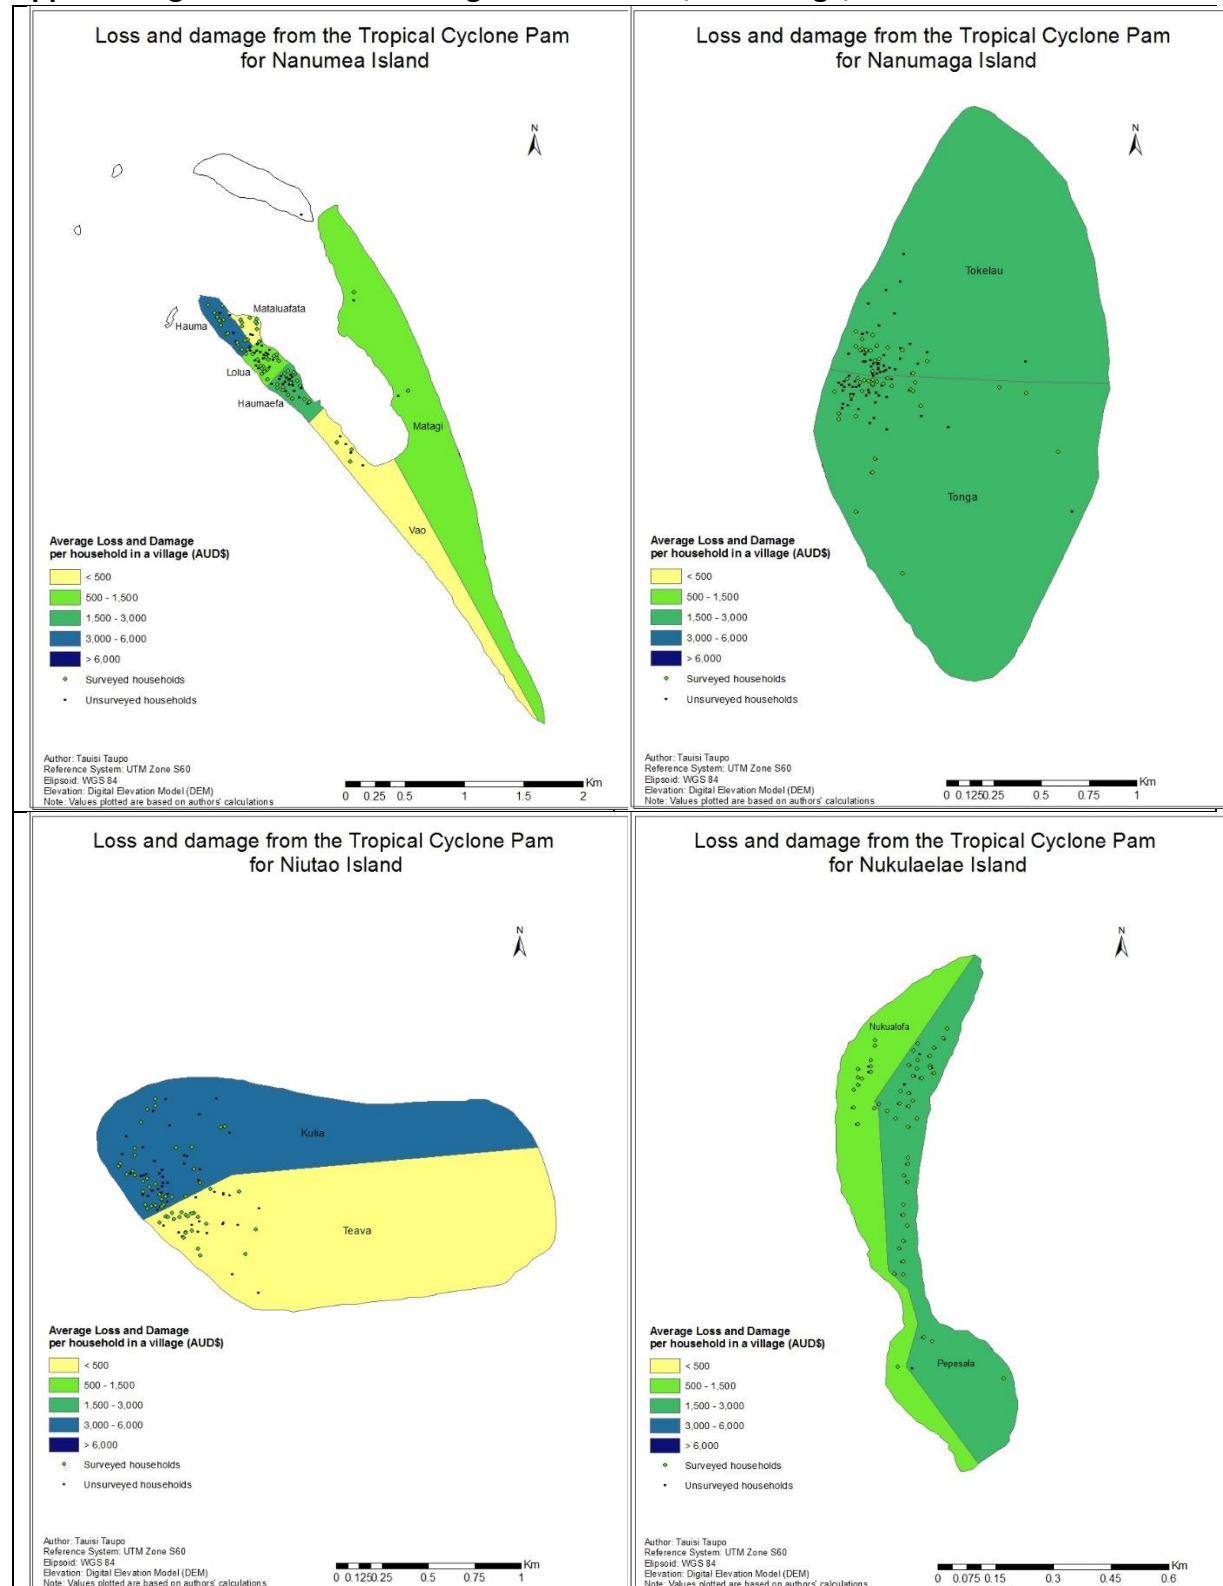 Loss and damage from the Tropical Cyclone Pam
for Nanumea Island
N
Mataluafata
Hauma
Lolua
Haumaefa
Matagi
Vao
Average Loss and Damage
per household in a village (AUD$)
< 500
500 - 1,500
1,500 - 3,000
3,000 - 6,000
> 6,000
Surveyed households
Unsurveyed households
Author: Tauisi Taupo
Reference System: UTM Zone S60
Elipsoid: WGS 84
Elevation: Digital Elevation Model (DEM)
Note: Values plotted are based on authors' calculations
Km
0 0.25 0.5 1 1.5 2
Loss and damage from the Tropical Cyclone Pam
for Nanumaga Island
N
Tokelau
Tonga
Average Loss and Damage
per household in a village (AUD$)
< 500
500 - 1,500
1,500 - 3,000
3,000 - 6,000
> 6,000
Surveyed households
Unsurveyed households
Author: Tauisi Taupo
Reference System: UTM Zone S60
Elipsoid: WGS 84
Elevation: Digital Elevation Model (DEM)
Note: Values plotted are based on authors' calculations
Km
0 0.125 0.25 0.5 0.75 1
Loss and damage from the Tropical Cyclone Pam
for Niutao Island
N
Kulia
Teava
Average Loss and Damage
per household in a village (AUD$)
< 500
500 - 1,500
1,500 - 3,000
3,000 - 6,000
> 6,000
Surveyed households
Unsurveyed households
Author: Tauisi Taupo
Reference System: UTM Zone S60
Elipsoid: WGS 84
Elevation: Digital Elevation Model (DEM)
Note: Values plotted are based on authors' calculations
Km
0 0.125 0.25 0.5 0.75 1
Loss and damage from the Tropical Cyclone Pam
for Nukulaelae Island
N
Nukualofa
Pepesala
Average Loss and Damage
per household in a village (AUD$)
< 500
500 - 1,500
1,500 - 3,000
3,000 - 6,000
> 6,000
Surveyed households
Unsurveyed households
Author: Tauisi Taupo
Reference System: UTM Zone S60
Elipsoid: WGS 84
Elevation: Digital Elevation Model (DEM)
Note: Values plotted are based on authors' calculations
Km
0 0.075 0.15 0.3 0.45 0.6